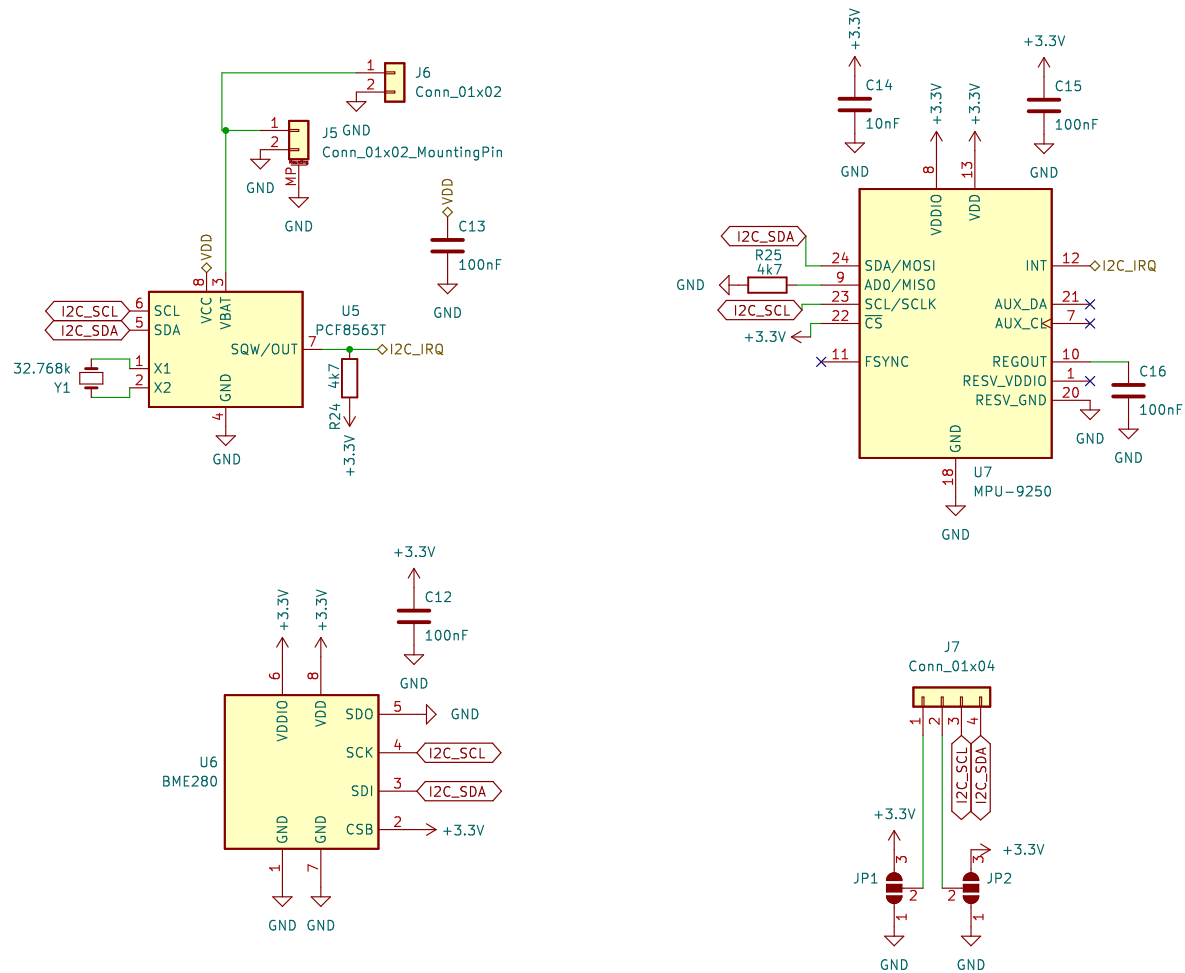 1
2
J6
Conn_01x02
GND
1
2
J5
Conn_01x02_MountingPin
Mounting
MP
GND
GND
VDD
C13
100nF
GND
VDD
8
3
VCC
VBAT
I2C_SCL
6
SCL
I2C_SDA
5
SDA
U5
PCF8563T
SQW/OUT
7
I2C_IRQ
32.768k
Y1
1
X1
2
X2
GND
4
GND
4k7
R24
+3.3V
+3.3V
C14
10nF
GND
+3.3V
+3.3V
+3.3V
C15
100nF
GND
8
13
VDDIO
VDD
I2C_SDA
24
SDA/MOSI
R25
4k7
GND
9
AD0/MISO
I2C_SCL
23
SCL/SCLK
+3.3V
22
CS
11
FSYNC
INT
12
I2C_IRQ
AUX_DA
21
AUX_CL
7
REGOUT
10
RESV_VDDIO
1
RESV_GND
20
GND
C16
100nF
GND
GND
18
U7
MPU-9250
GND
+3.3V
C12
100nF
GND
+3.3V
+3.3V
6
8
VDDIO
VDD
SDO
5
GND
SCK
4
I2C_SCL
SDI
3
I2C_SDA
CSB
2
+3.3V
U6
BME280
GND
GND
1
7
GND
GND
J7
Conn_01x04
1
2
3
4
I2C_SCL
I2C_SDA
+3.3V
3
JP1
2
1
GND
+3.3V
3
JP2
2
1
GND